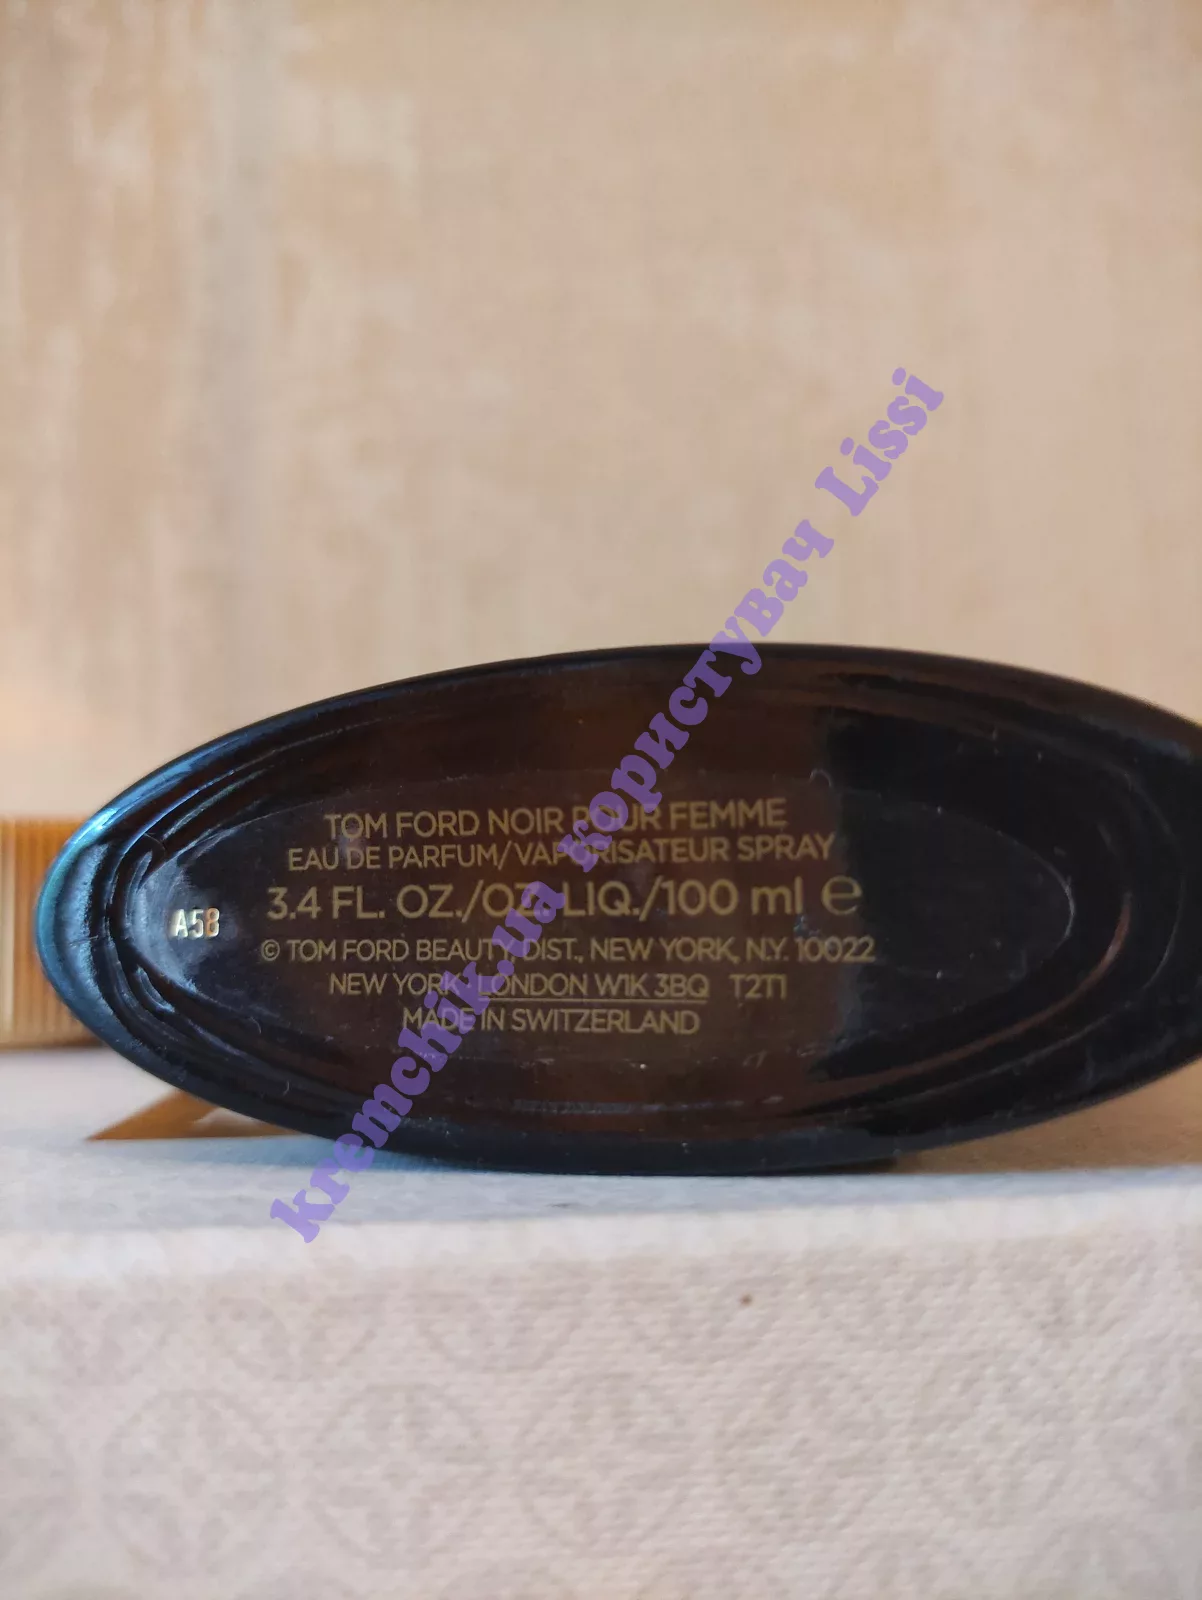 TOM FORD NOIR POUR FEMME
EAU DE PARFUM/VAPORISATEUR SPRAY
3.4 FL. OZ./OZ. LIQ./100 ml ℮
© TOM FORD BEAUTY DIST., NEW YORK, N.Y. 10022
NEW YORK LONDON W1K 3BQ T2T1
MADE IN SWITZERLAND
A58
kremchik.ua користувач Lissi